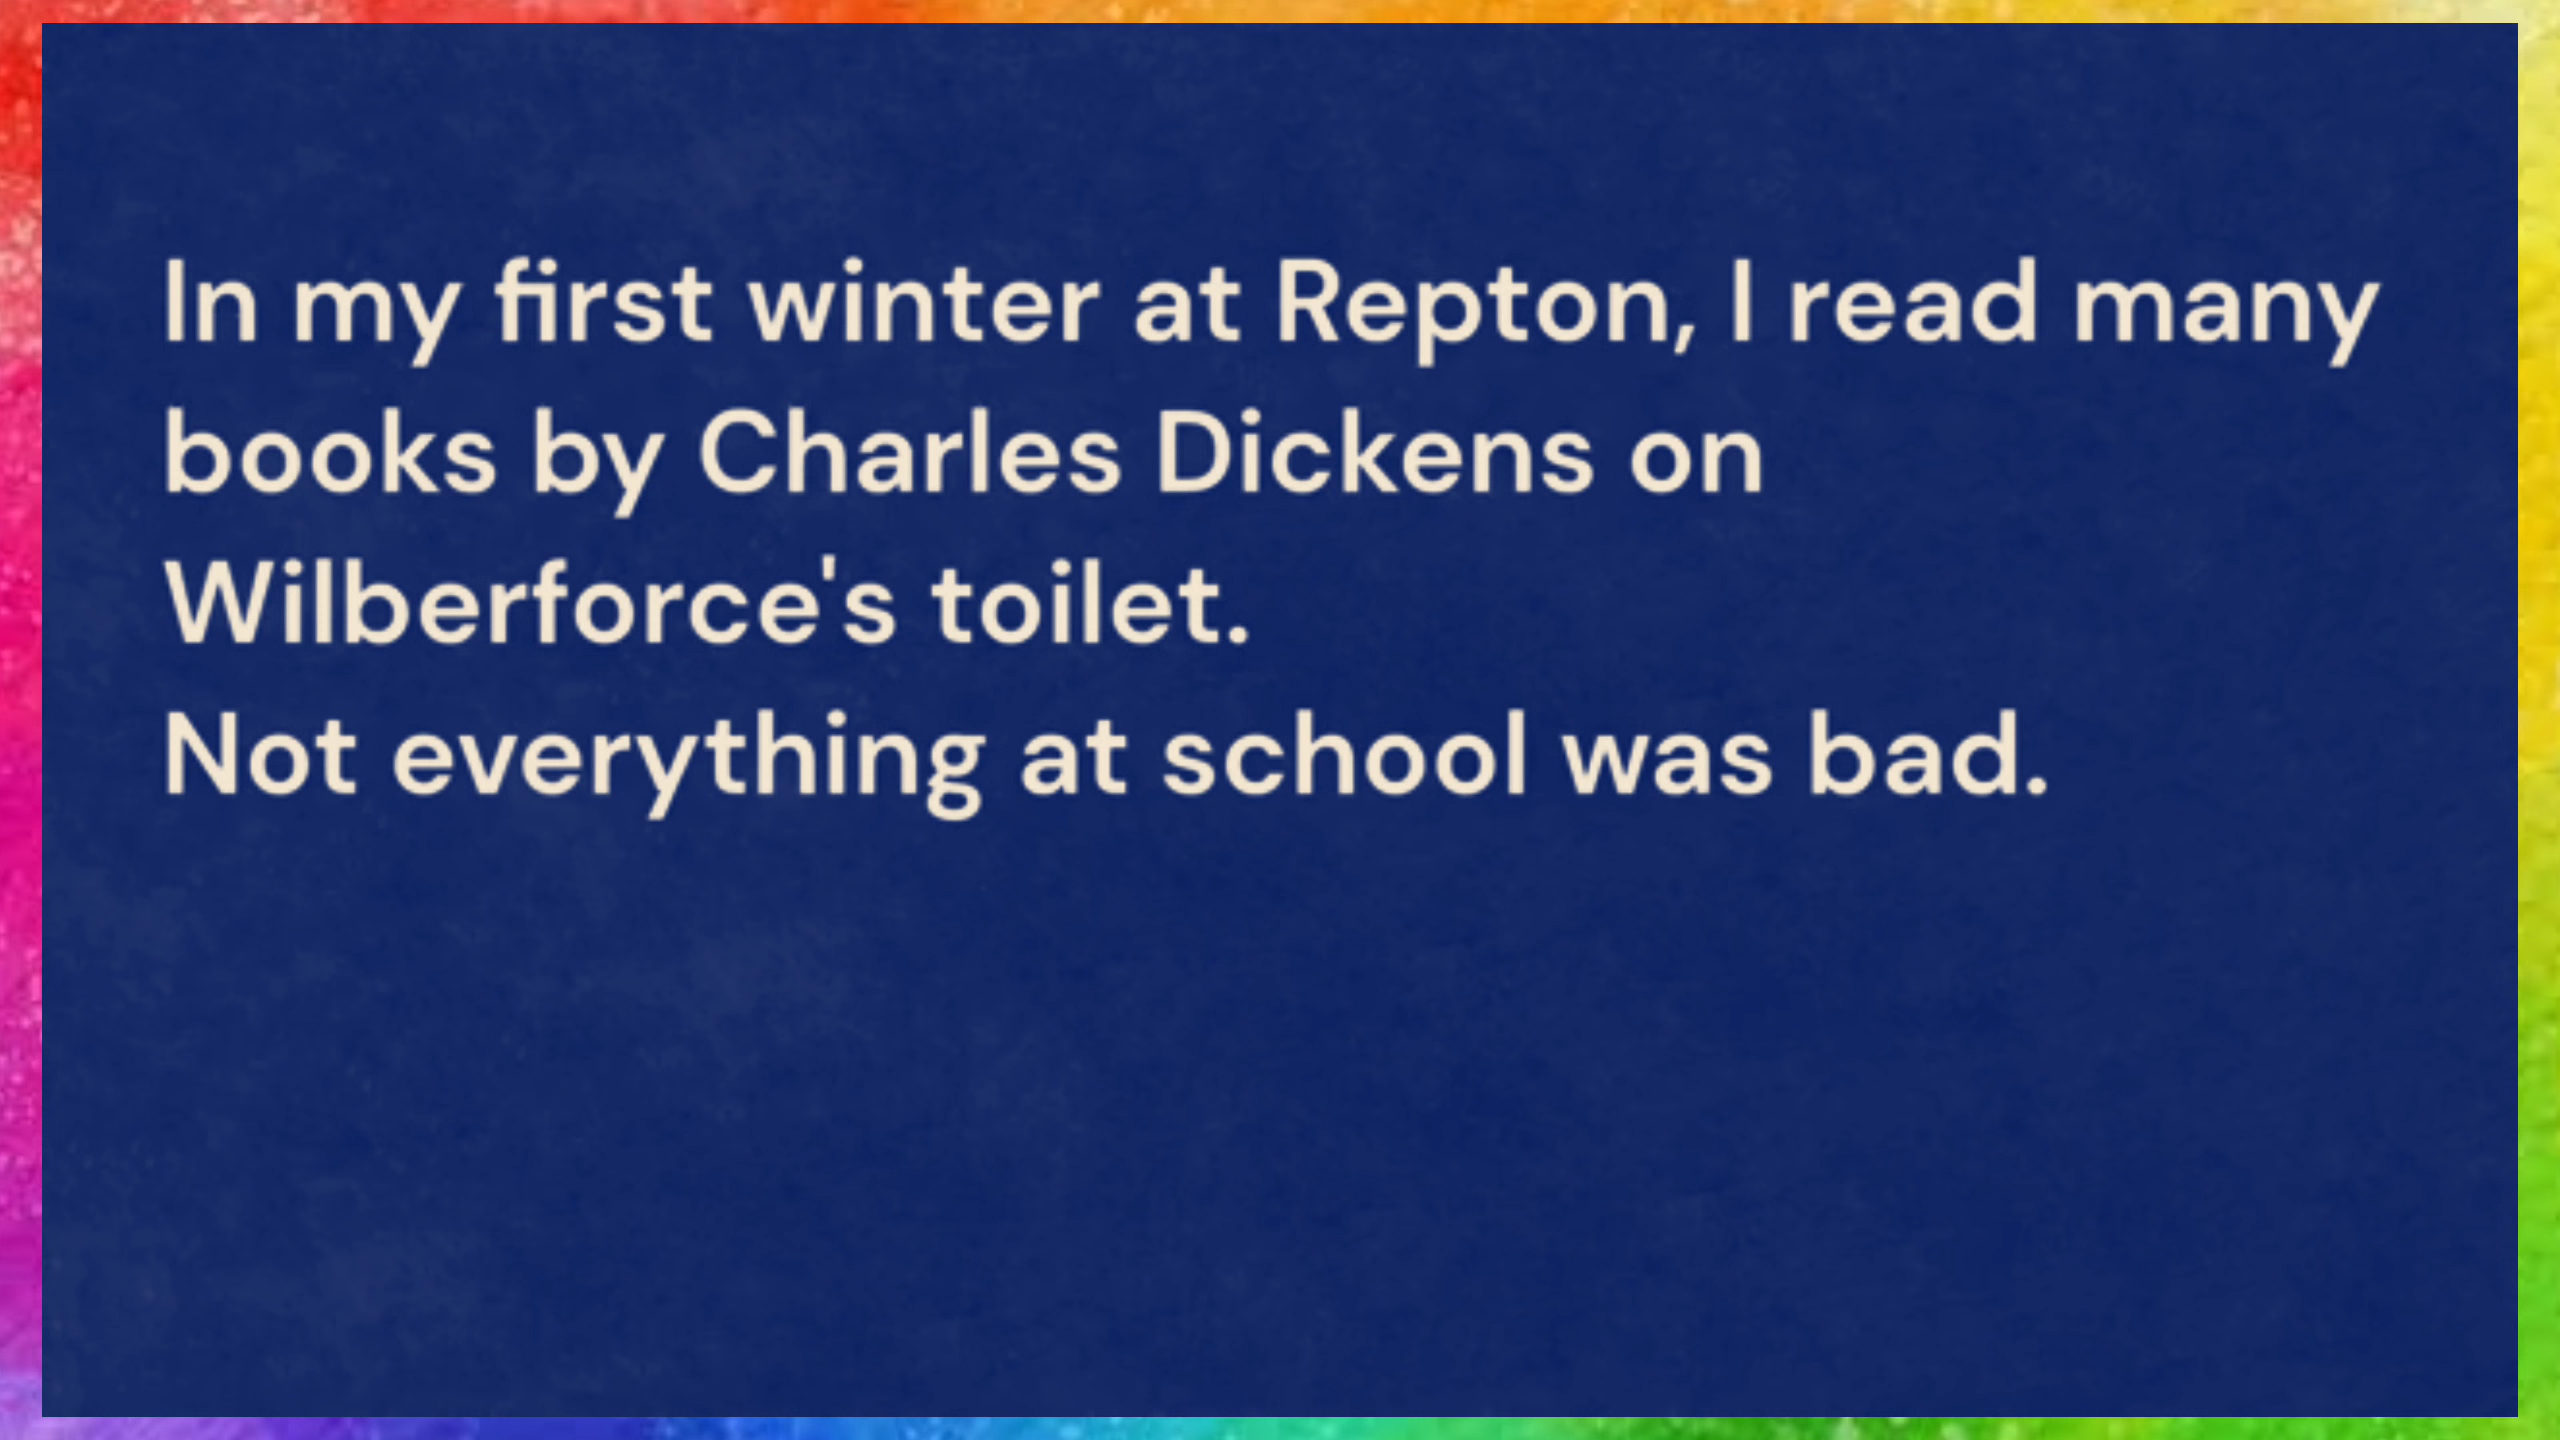 In my first winter at Repton, I read many
books by Charles Dickens on
Wilberforce's toilet.
Not everything at school was bad.